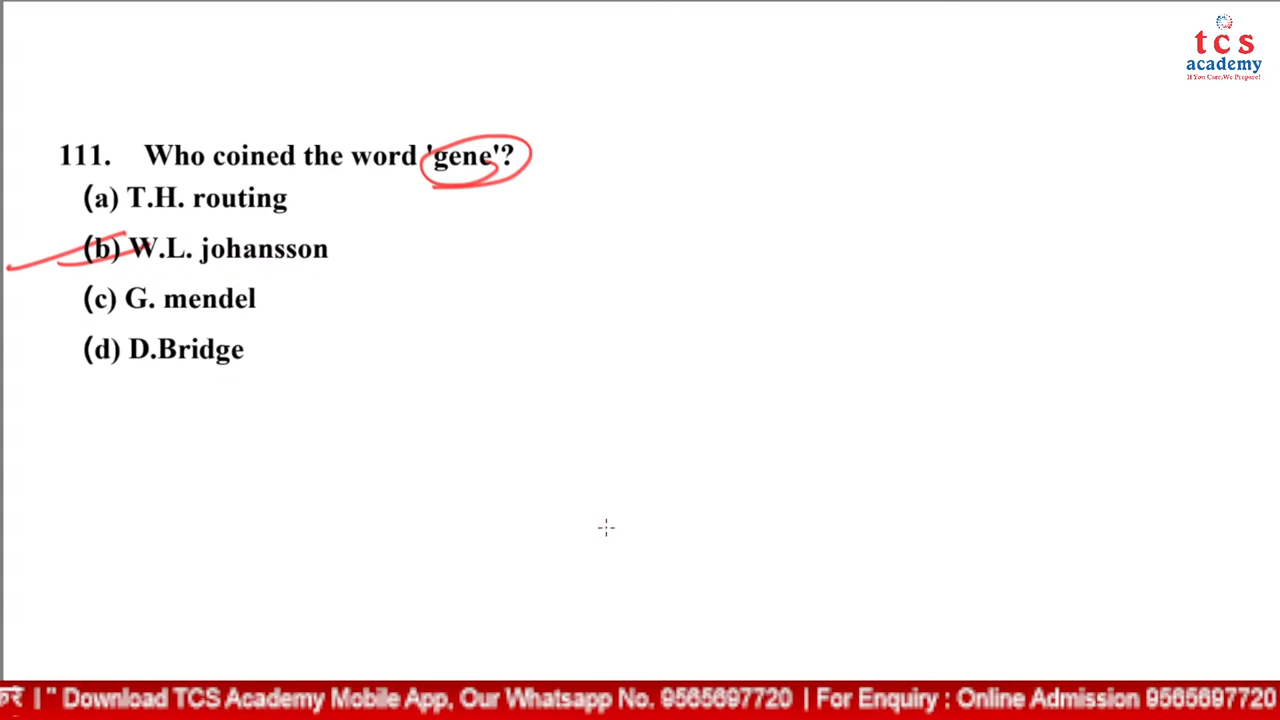 tcs
academy
If You Care,We Prepare!
111. Who coined the word 'gene'?
(a) T.H. routing
(b) W.L. johansson
(c) G. mendel
(d) D.Bridge
करें | " Download TCS Academy Mobile App, Our Whatsapp No. 9565697720 | For Enquiry : Online Admission 9565697720